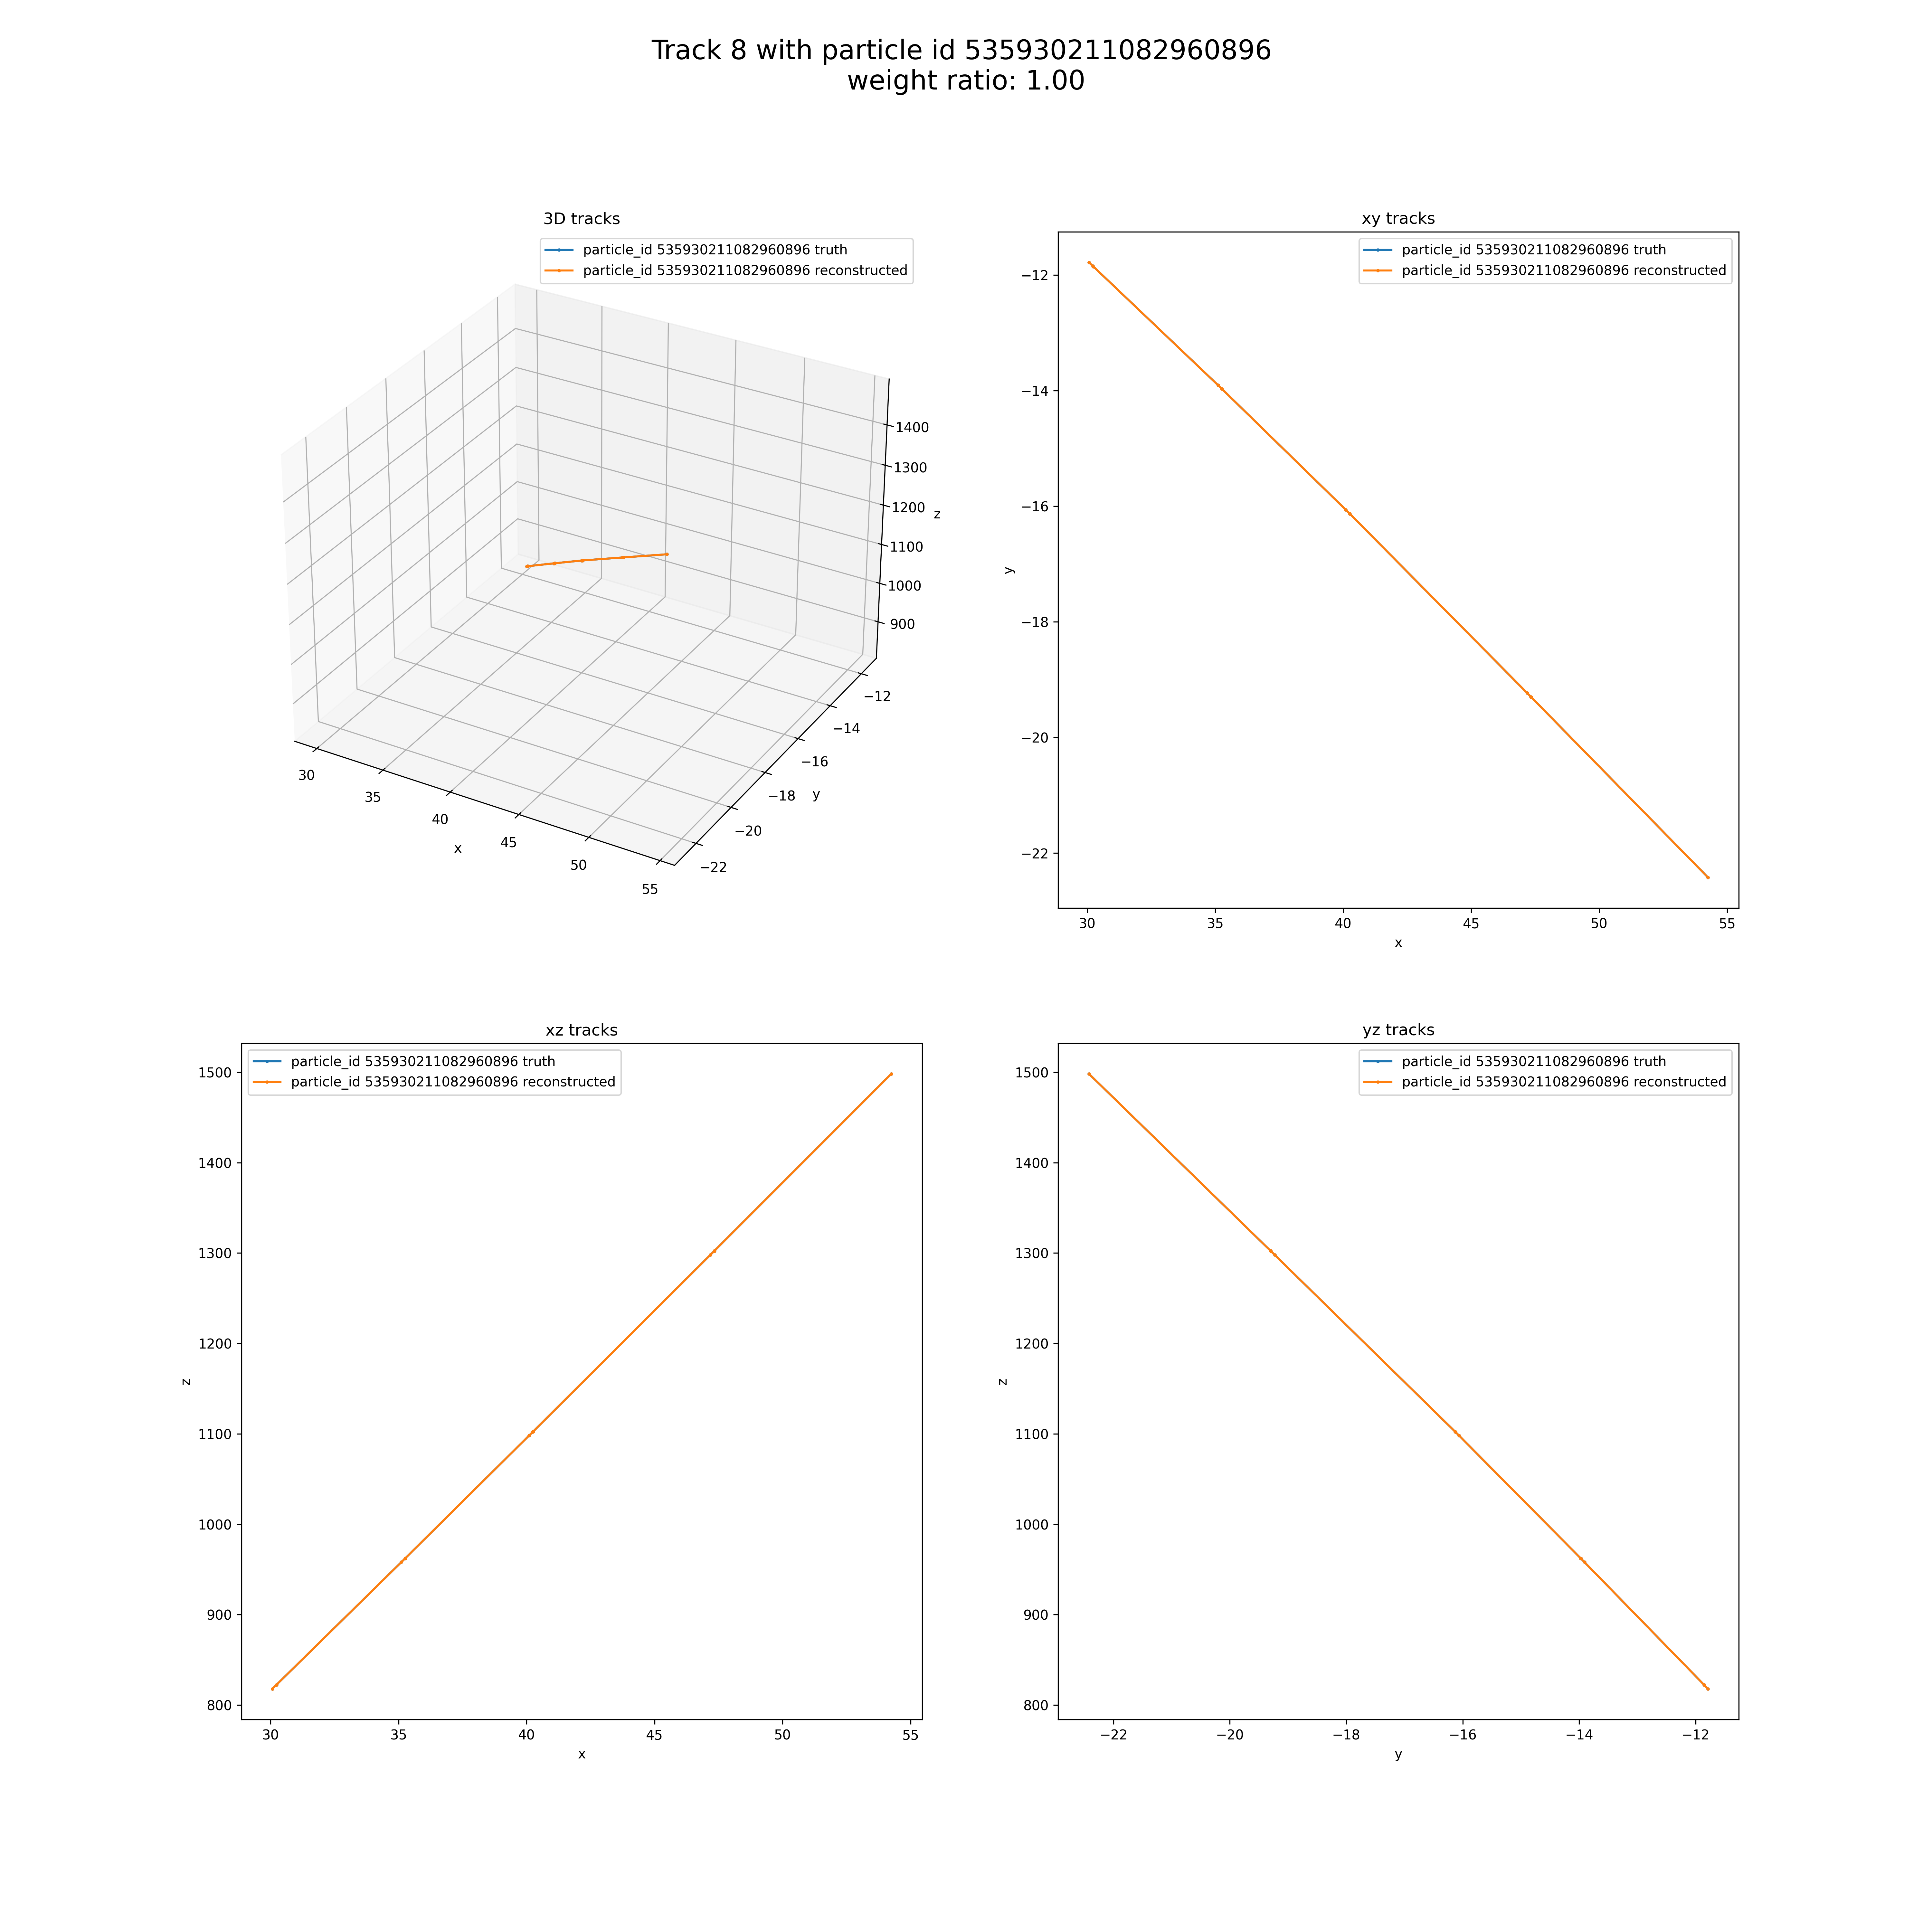 Track 8 with particle id 535930211082960896
weight ratio: 1.00
3D tracks
particle_id 535930211082960896 truth
particle_id 535930211082960896 reconstructed
1400
1300
1200
z
1100
1000
900
−12
−14
−16
−18
y
−20
−22
30
35
40
x
45
50
55
xy tracks
particle_id 535930211082960896 truth
particle_id 535930211082960896 reconstructed
−12
−14
−16
y
−18
−20
−22
30 35 40 45 50 55
x
xz tracks
particle_id 535930211082960896 truth
particle_id 535930211082960896 reconstructed
1500
1400
1300
1200
z
1100
1000
900
800
30 35 40 45 50 55
x
yz tracks
particle_id 535930211082960896 truth
particle_id 535930211082960896 reconstructed
1500
1400
1300
1200
z
1100
1000
900
800
−22 −20 −18 −16 −14 −12
y